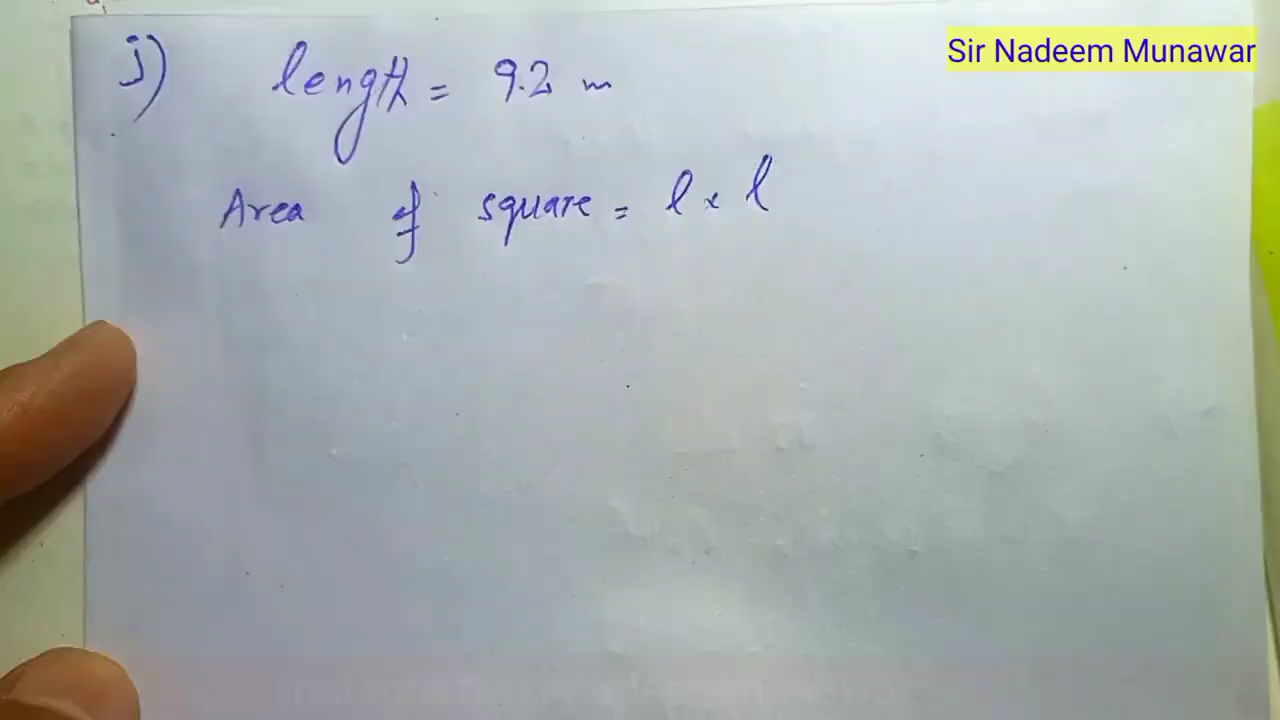 Sir Nadeem Munawar
j) length = 9.2 m
Area of square = l × l